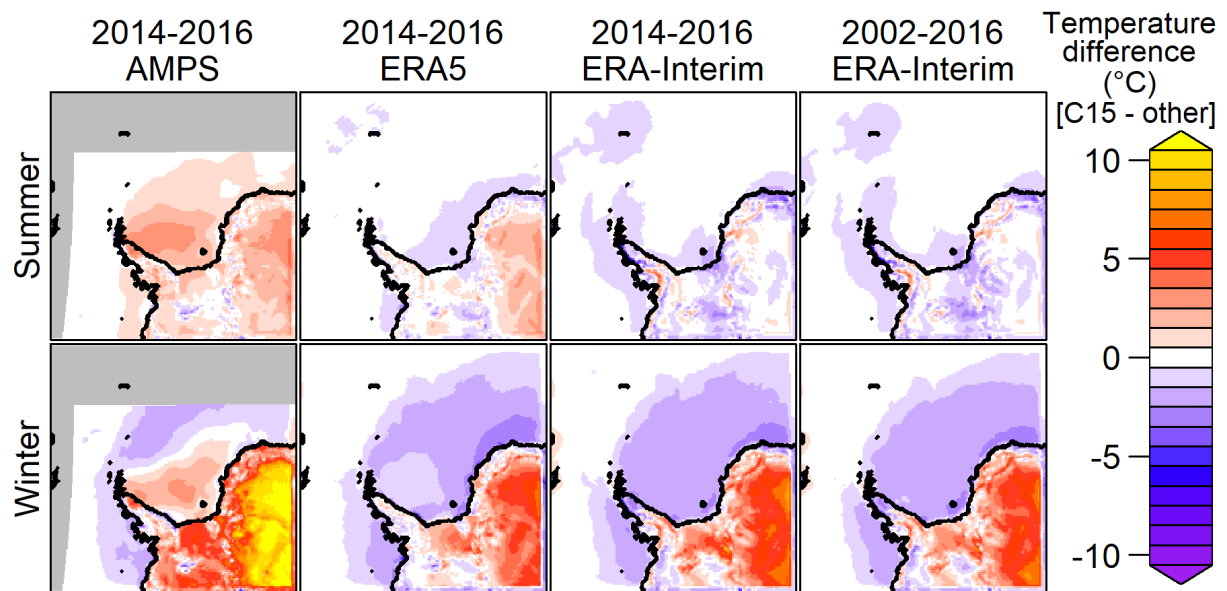 2014-2016
AMPS
2014-2016
ERA5
2014-2016
ERA-Interim
2002-2016
ERA-Interim
Temperature
difference
(°C)
[C15 - other]
Summer
Winter
10
5
0
-5
-10